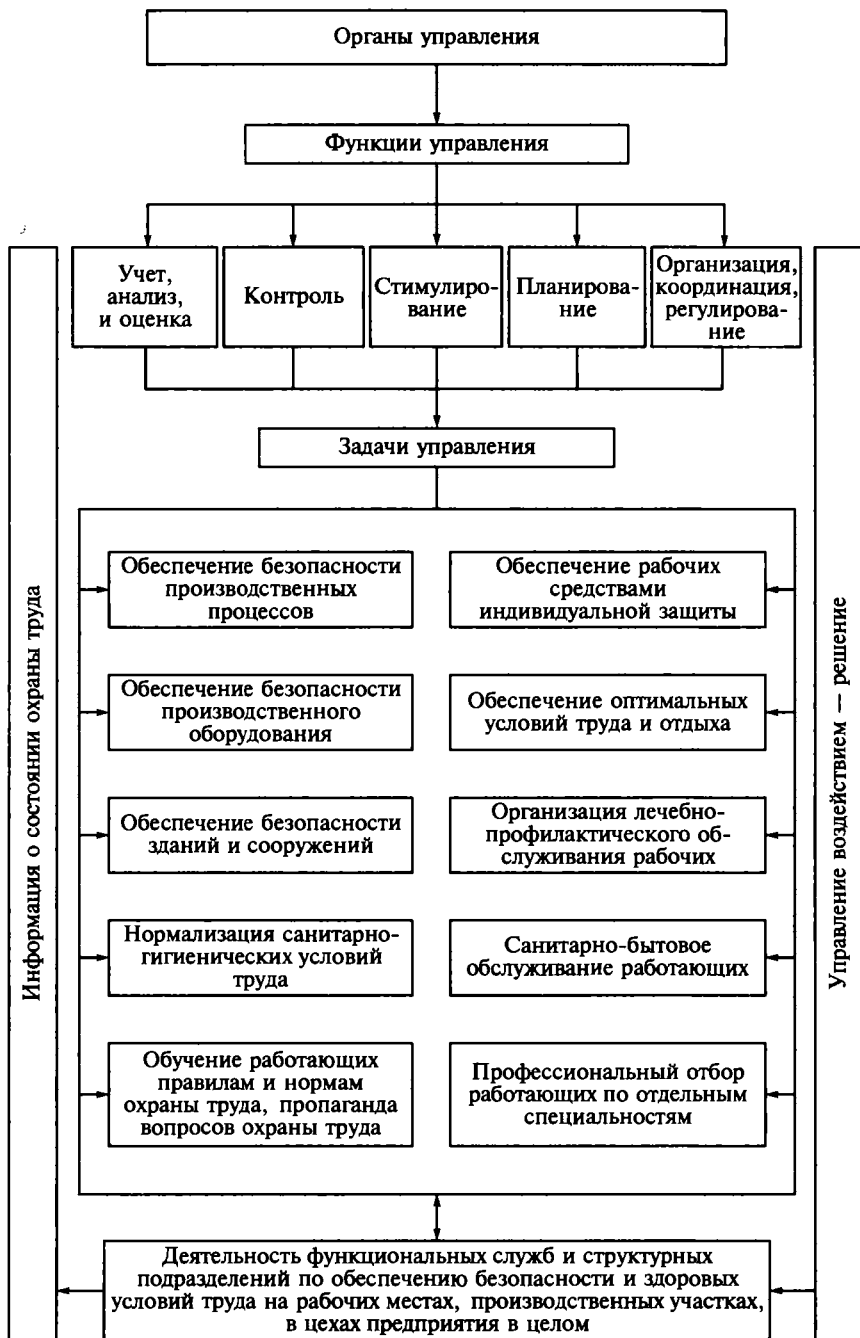 Органы управления
Функции управления
Учет,
анализ,
и оценка
Контроль
Стимулиро-
вание
Планирова-
ние
Организация,
координация,
регулирова-
ние
Задачи управления
Информация о состоянии охраны труда
Обеспечение безопасности
производственных
процессов
Обеспечение рабочих
средствами
индивидуальной защиты
Обеспечение безопасности
производственного
оборудования
Обеспечение оптимальных
условий труда и отдыха
Обеспечение безопасности
зданий и сооружений
Организация лечебно-
профилактического об-
служивания рабочих
Нормализация санитарно-
гигиенических условий
труда
Санитарно-бытовое
обслуживание работающих
Обучение работающих
правилам и нормам
охраны труда, пропаганда
вопросов охраны труда
Профессиональный отбор
работающих по отдельным
специальностям
Управление воздействием — решение
Деятельность функциональных служб и структурных
подразделений по обеспечению безопасности и здоровых
условий труда на рабочих местах, производственных участках,
в цехах предприятия в целом